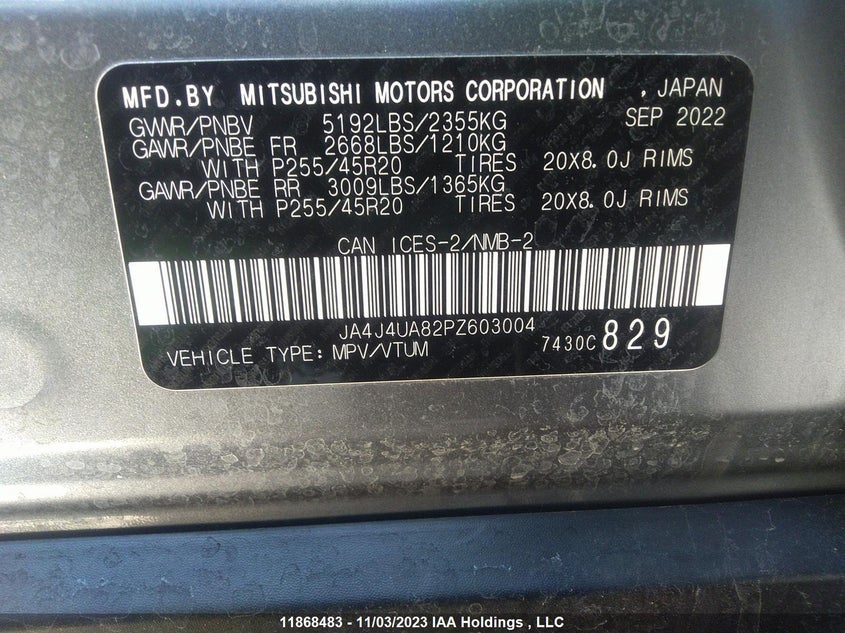 MFD.BY MITSUBISHI MOTORS CORPORATION , JAPAN
GVWR/PNBV 5192LBS/2355KG SEP 2022
GAWR/PNBE FR 2668LBS/1210KG
WITH P255/45R20 TIRES 20X8.0J RIMS
GAWR/PNBE RR 3009LBS/1365KG
WITH P255/45R20 TIRES 20X8.0J RIMS
CAN ICES-2/NMB-2
JA4J4UA82PZ603004
VEHICLE TYPE: MPV/VTUM 7430C 829
11868483 - 11/03/2023 IAA Holdings , LLC